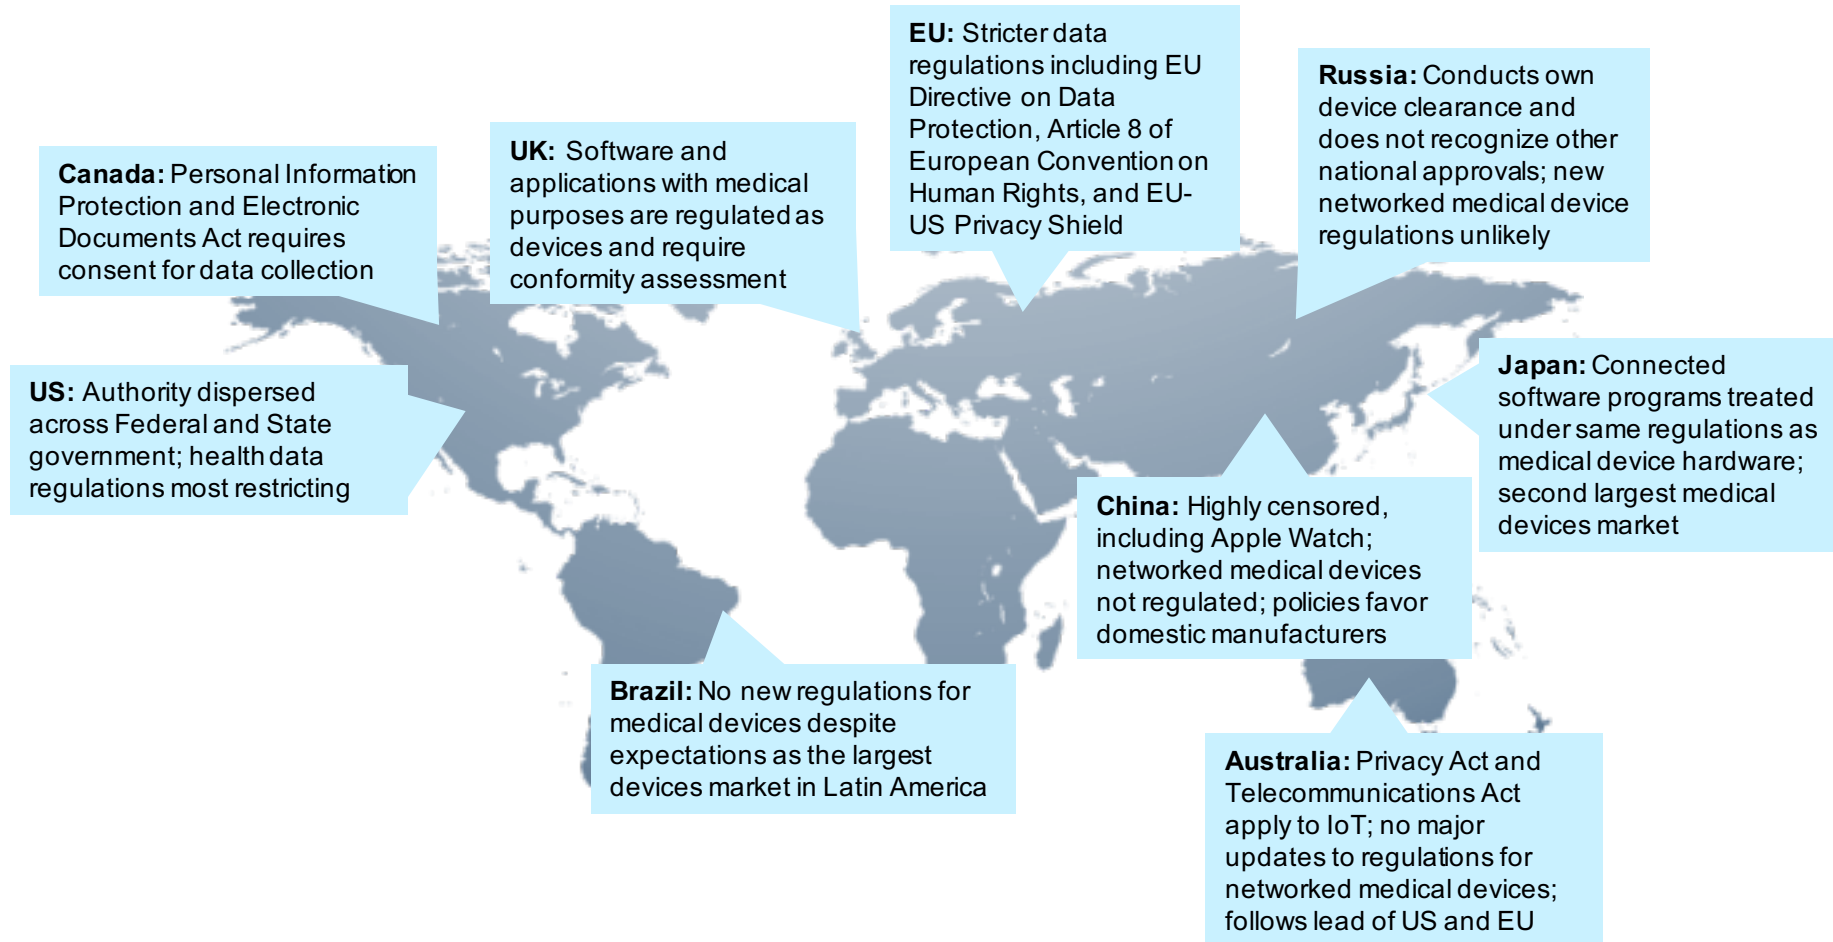 EU: Stricter data
regulations including EU
Directive on Data
Protection, Article 8 of
European Convention on
Human Rights, and EU-
US Privacy Shield
Russia: Conducts own
device clearance and
does not recognize other
national approvals; new
networked medical device
regulations unlikely
UK: Software and
applications with medical
purposes are regulated as
devices and require
conformity assessment
Canada: Personal Information
Protection and Electronic
Documents Act requires
consent for data collection
US: Authority dispersed
across Federal and State
government; health data
regulations most restricting
Japan: Connected
software programs treated
under same regulations as
medical device hardware;
second largest medical
devices market
China: Highly censored,
including Apple Watch;
networked medical devices
not regulated; policies favor
domestic manufacturers
Brazil: No new regulations for
medical devices despite
expectations as the largest
devices market in Latin America
Australia: Privacy Act and
Telecommunications Act
apply to IoT; no major
updates to regulations for
networked medical devices;
follows lead of US and EU